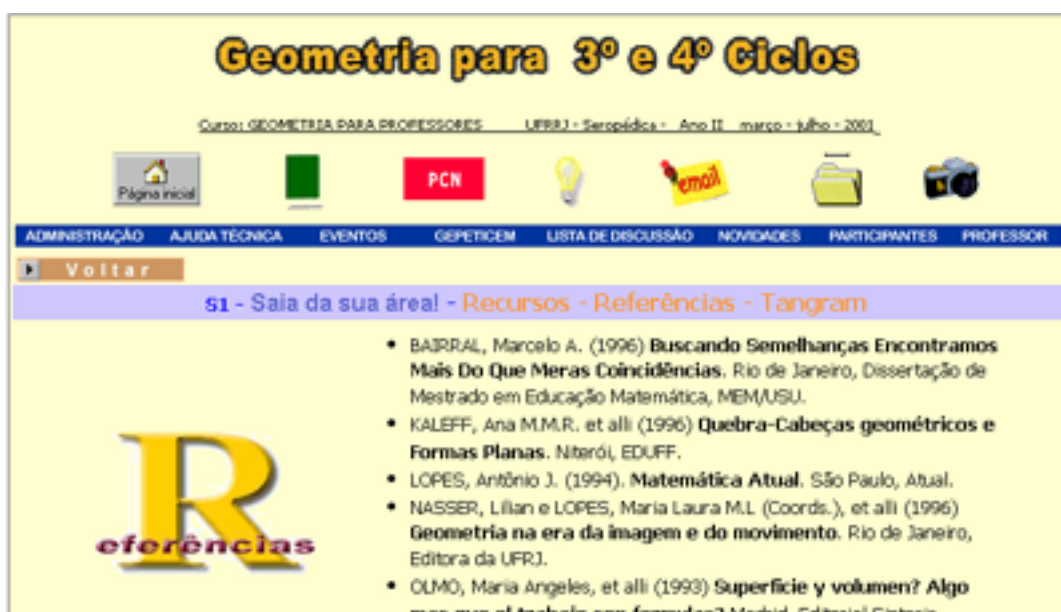 Geometria para 3º e 4º Ciclos
Curso: GEOMETRIA PARA PROFESSORES UFRRJ - Seropédica - Ano II março - julho - 2001
Página inicial
PCN
email
ADMINISTRAÇÃO AJUDA TÉCNICA EVENTOS GEPETICEM LISTA DE DISCUSSÃO NOVIDADES PARTICIPANTES PROFESSOR
Voltar
S1 - Saia da sua área! - Recursos - Referências - Tangram
• BAIRRAL, Marcelo A. (1996) Buscando Semelhanças Encontramos
Mais Do Que Meras Coincidências. Rio de Janeiro, Dissertação de
Mestrado em Educação Matemática, MEM/USU.
• KALEFF, Ana M.M.R. et alli (1996) Quebra-Cabeças geométricos e
Formas Planas. Niterói, EDUFF.
• LOPES, Antônio J. (1994). Matemática Atual. São Paulo, Atual.
• NASSER, Lilian e LOPES, Maria Laura M.L (Coords.), et alli (1996)
Geometria na era da imagem e do movimento. Rio de Janeiro,
Editora da UFRJ.
• OLMO, Maria Angeles, et alli (1993) Superficie y volumen? Algo
Referências